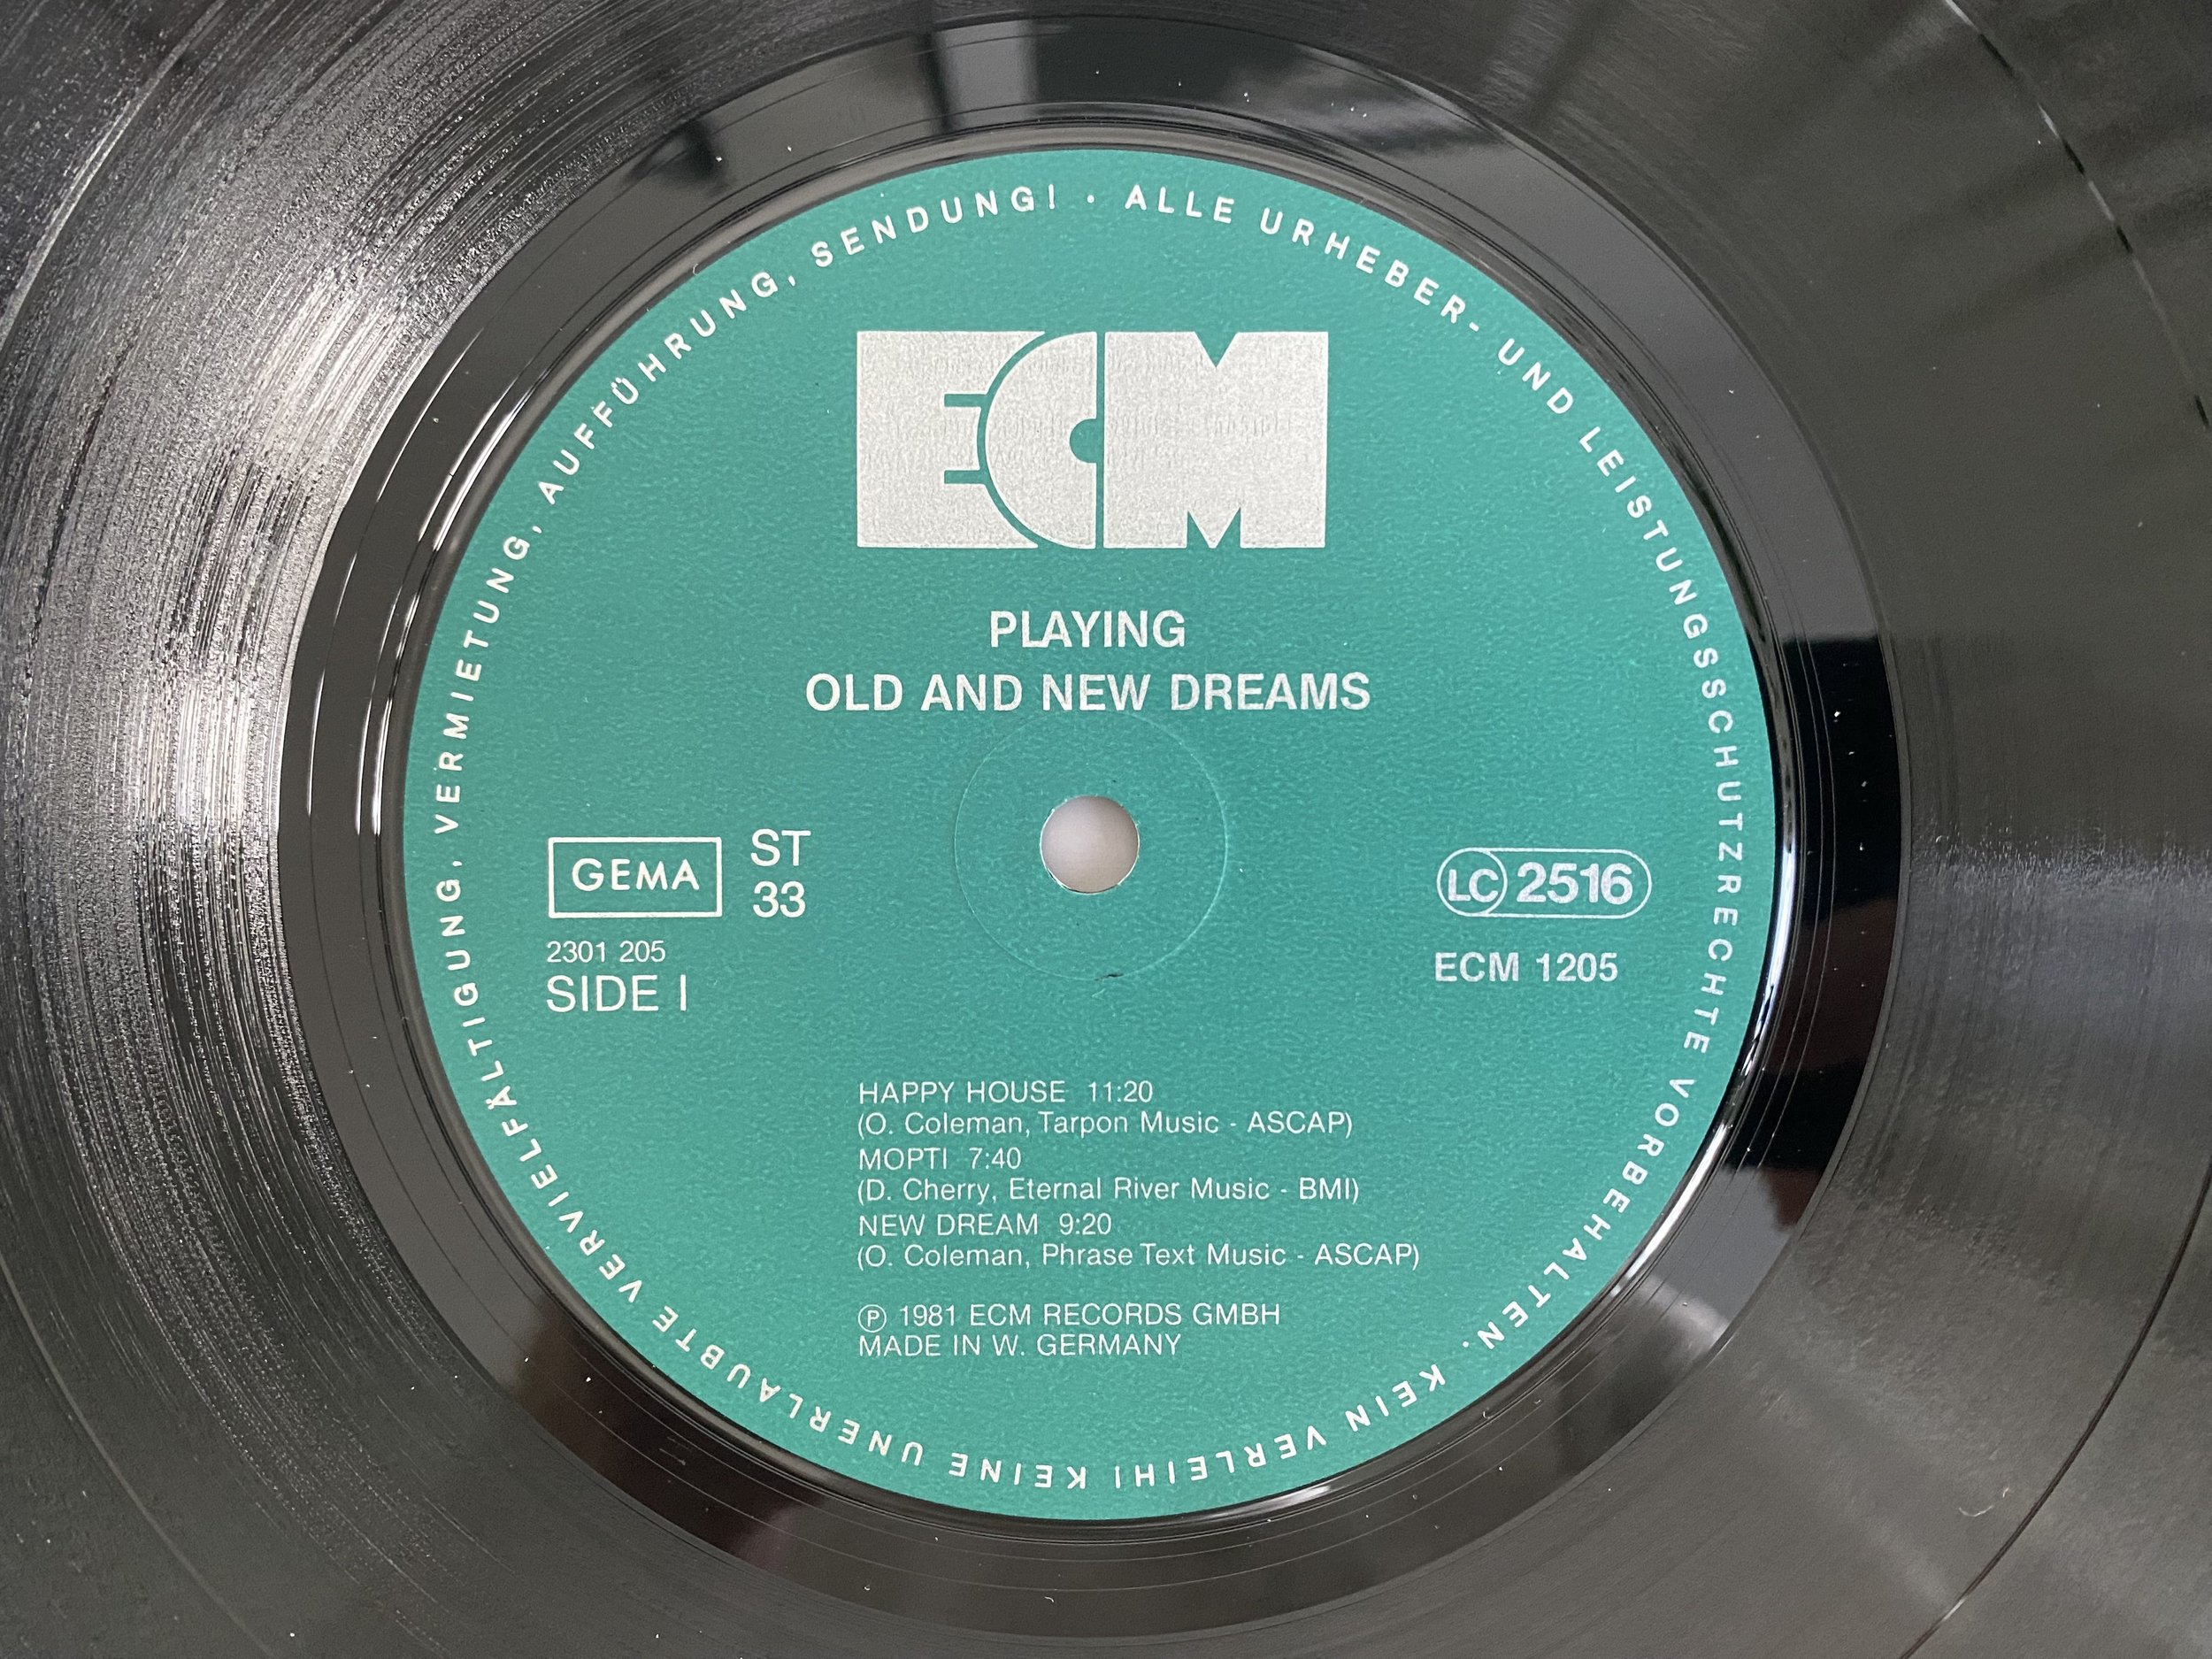 ALLE URHEBER- UND LEISTUNGSSCHUTZRECHTE VORBEHALTEN. KEIN VERLEIH! KEINE UNERLAUBTE VERVIELFÄLTIGUNG, VERMIETUNG, AUFFÜHRUNG, SENDUNG! ·
ECM
PLAYING
OLD AND NEW DREAMS
GEMA
ST
33
2301 205
SIDE I
LC 2516
ECM 1205
HAPPY HOUSE 11:20
(O. Coleman, Tarpon Music - ASCAP)
MOPTI 7:40
(D. Cherry, Eternal River Music - BMI)
NEW DREAM 9:20
(O. Coleman, Phrase Text Music - ASCAP)
℗ 1981 ECM RECORDS GMBH
MADE IN W. GERMANY